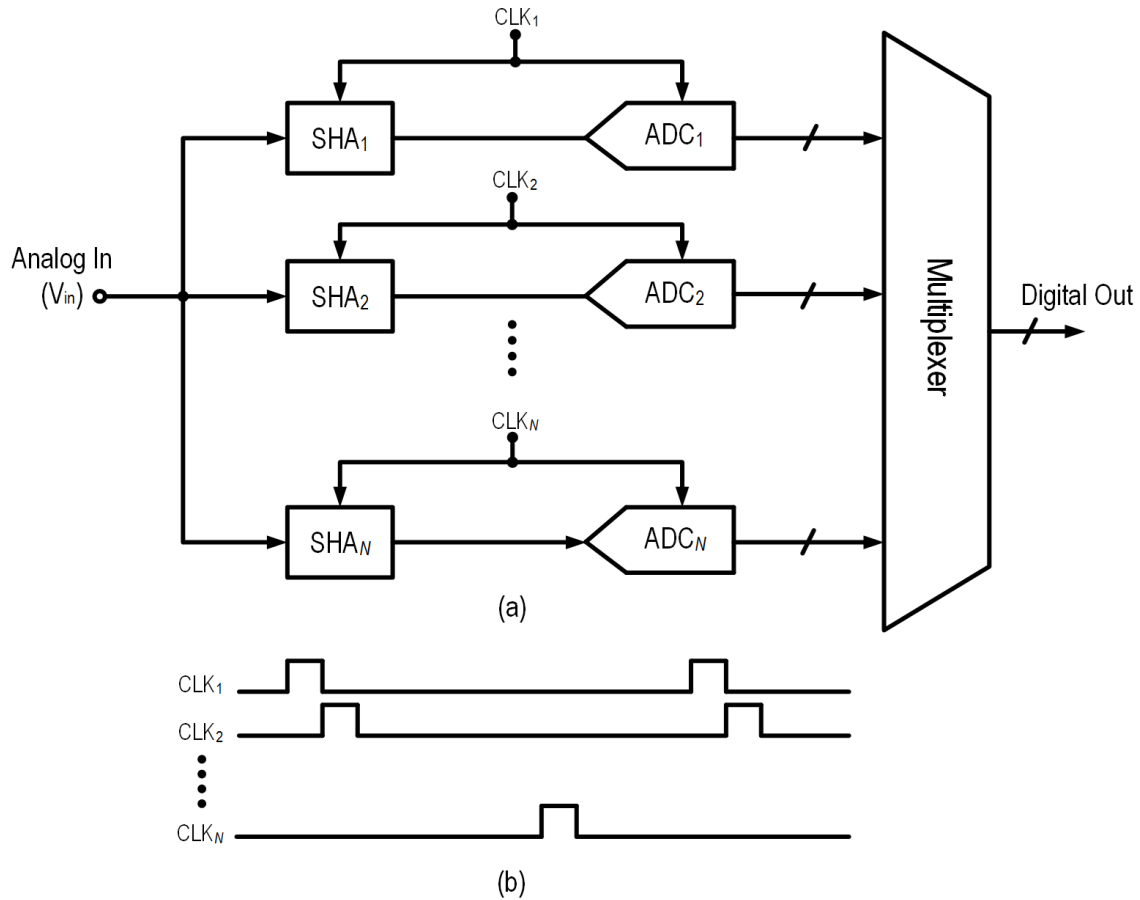 CLK1
SHA1
ADC1
CLK2
Analog In
(Vin)
SHA2
ADC2
Multiplexer
Digital Out
CLKN
SHAN
ADCN
(a)
CLK1
CLK2
CLKN
(b)